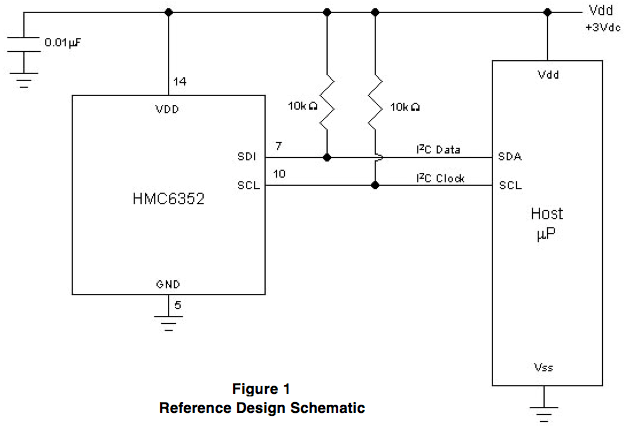 Vdd
+3Vdc
0.01µF
14
VDD
10kΩ
10kΩ
Vdd
7
SDI
I²C Data
SDA
10
SCL
I²C Clock
SCL
HMC6352
Host
µP
GND
5
Vss
Figure 1
Reference Design Schematic